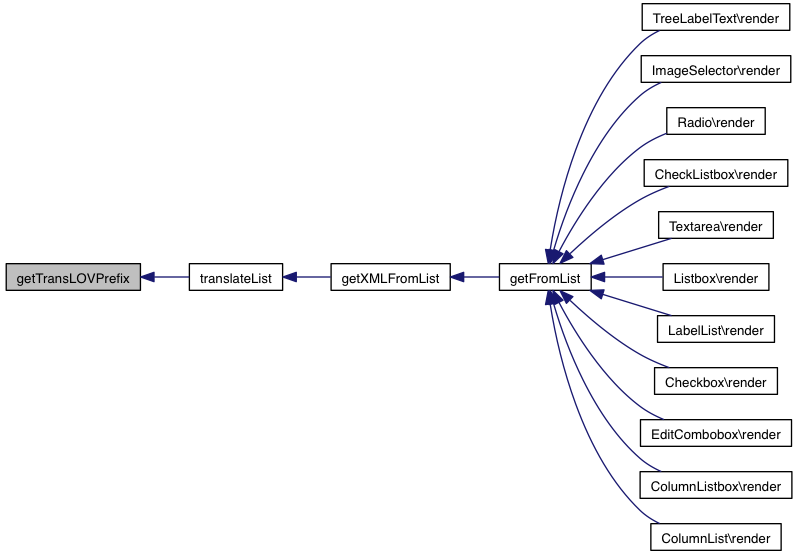 TreeLabelText\render
ImageSelector\render
Radio\render
CheckListbox\render
Textarea\render
getTransLOVPrefix
translateList
getXMLFromList
getFromList
Listbox\render
LabelList\render
Checkbox\render
EditCombobox\render
ColumnListbox\render
ColumnList\render